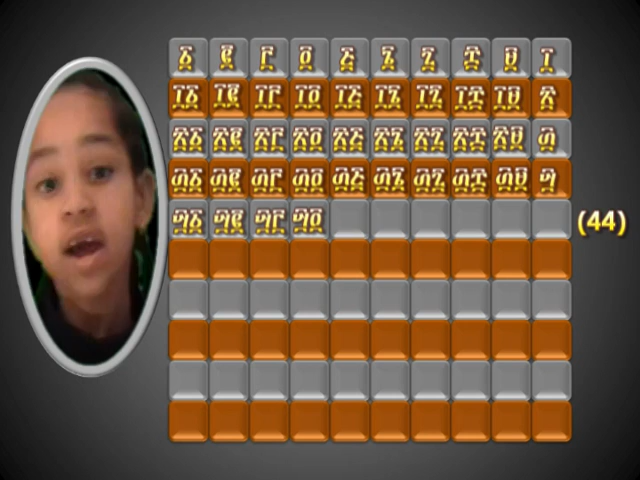 ፩ ፪ ፫ ፬ ፭ ፮ ፯ ፰ ፱ ፲
፲፩ ፲፪ ፲፫ ፲፬ ፲፭ ፲፮ ፲፯ ፲፰ ፲፱ ፳
፳፩ ፳፪ ፳፫ ፳፬ ፳፭ ፳፮ ፳፯ ፳፰ ፳፱ ፴
፴፩ ፴፪ ፴፫ ፴፬ ፴፭ ፴፮ ፴፯ ፴፰ ፴፱ ፵
፵፩ ፵፪ ፵፫ ፵፬ (44)